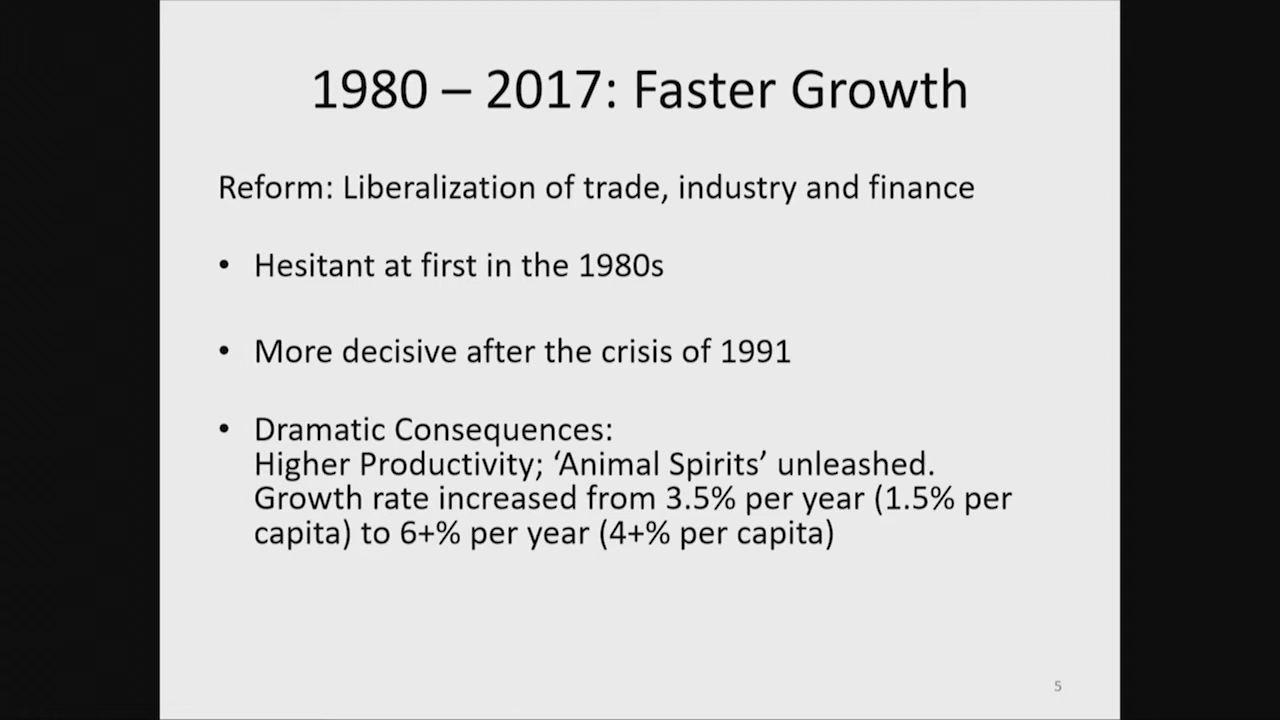 1980 – 2017: Faster Growth
Reform: Liberalization of trade, industry and finance
• Hesitant at first in the 1980s
• More decisive after the crisis of 1991
• Dramatic Consequences:
Higher Productivity; ‘Animal Spirits’ unleashed.
Growth rate increased from 3.5% per year (1.5% per
capita) to 6+% per year (4+% per capita)
5